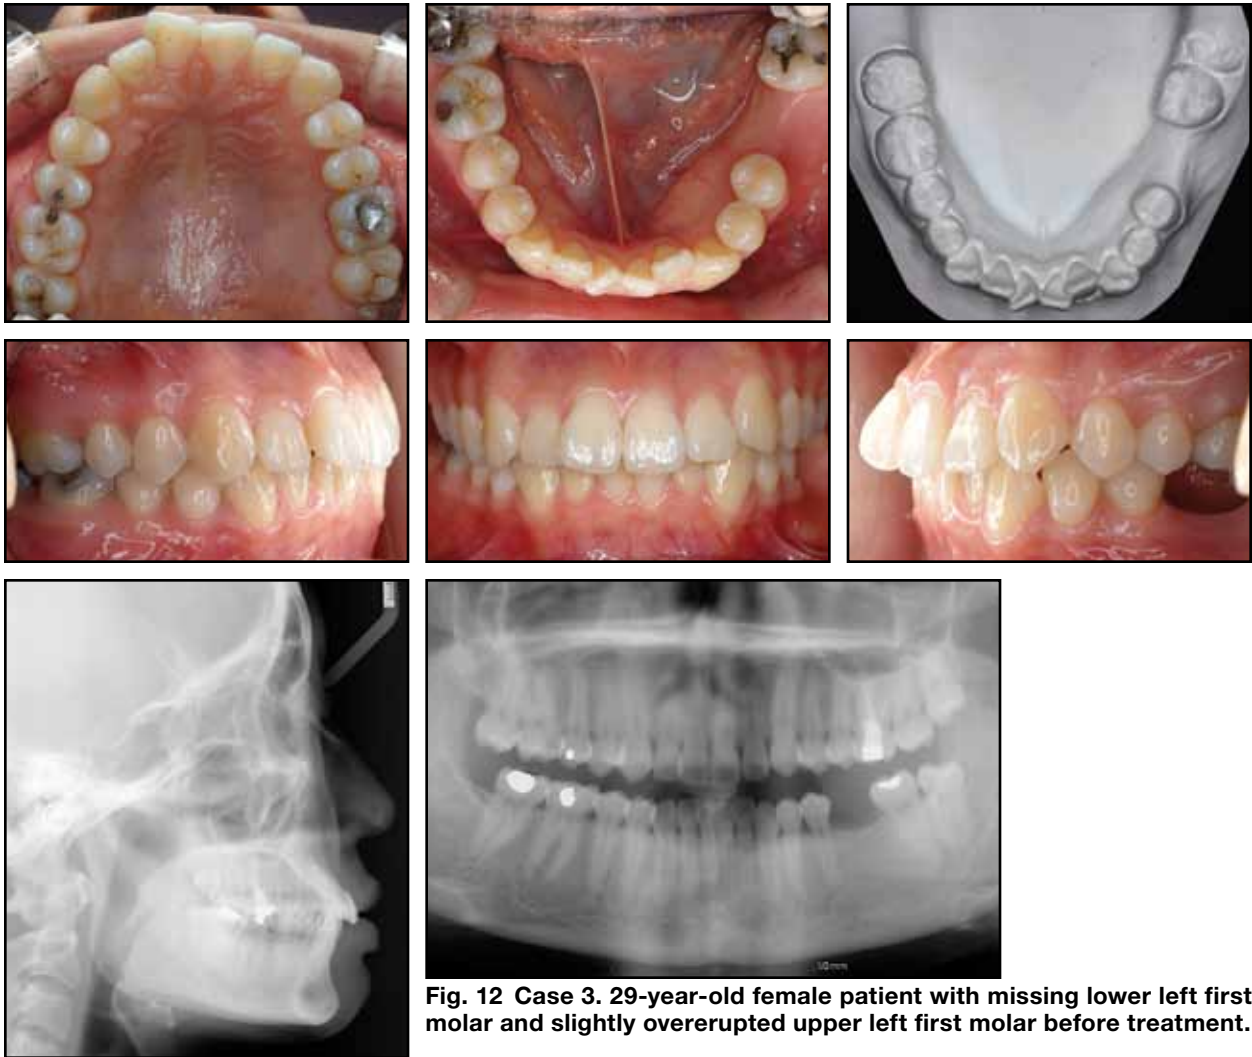 10mm
Fig. 12 Case 3. 29-year-old female patient with missing lower left first
molar and slightly overerupted upper left first molar before treatment.